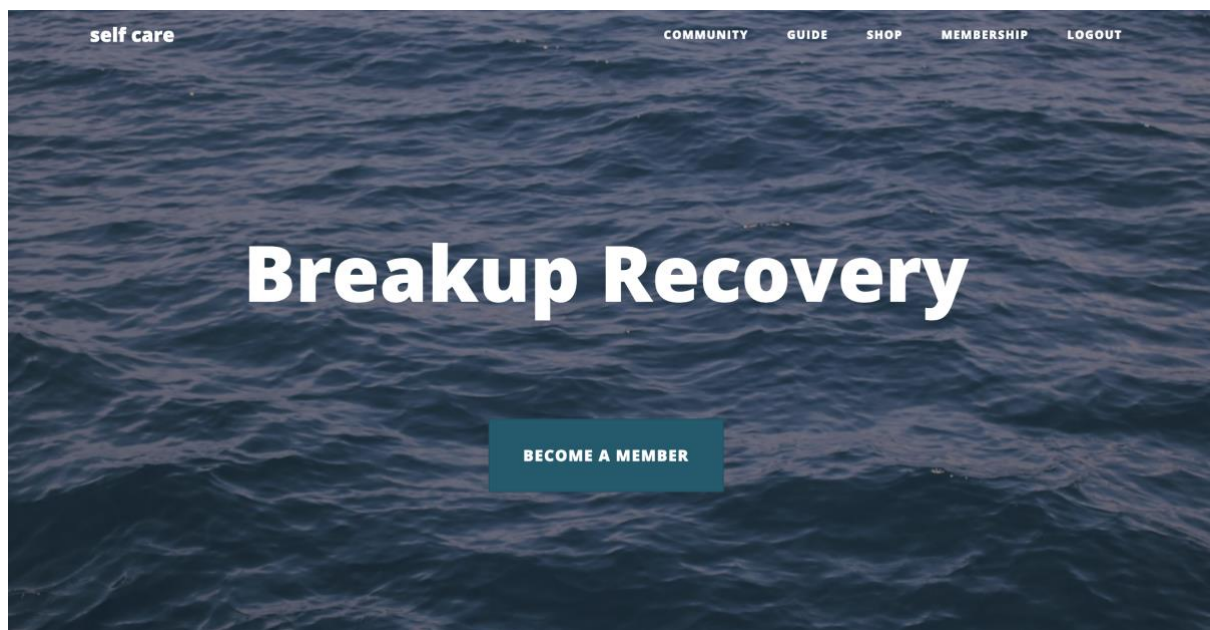 self care
COMMUNITY GUIDE SHOP MEMBERSHIP LOGOUT
Breakup Recovery
BECOME A MEMBER